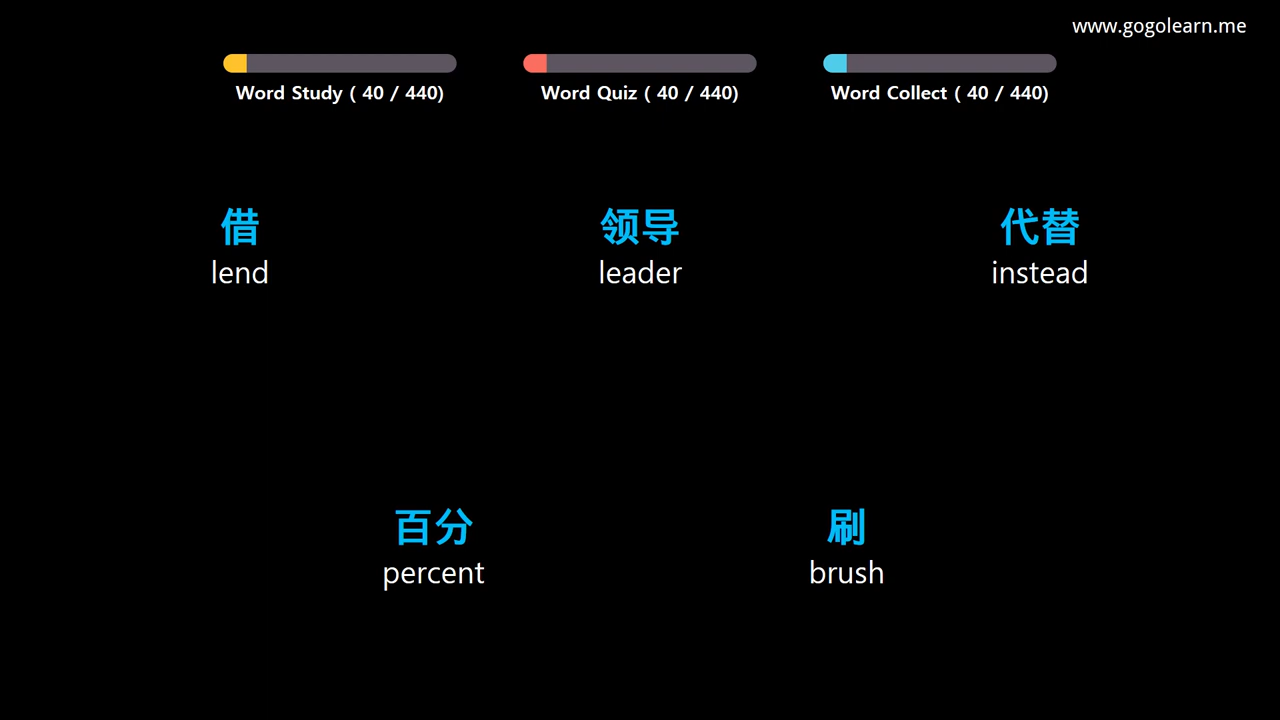 www.gogolearn.me
Word Study ( 40 / 440)
Word Quiz ( 40 / 440)
Word Collect ( 40 / 440)
借
lend
领导
leader
代替
instead
百分
percent
刷
brush